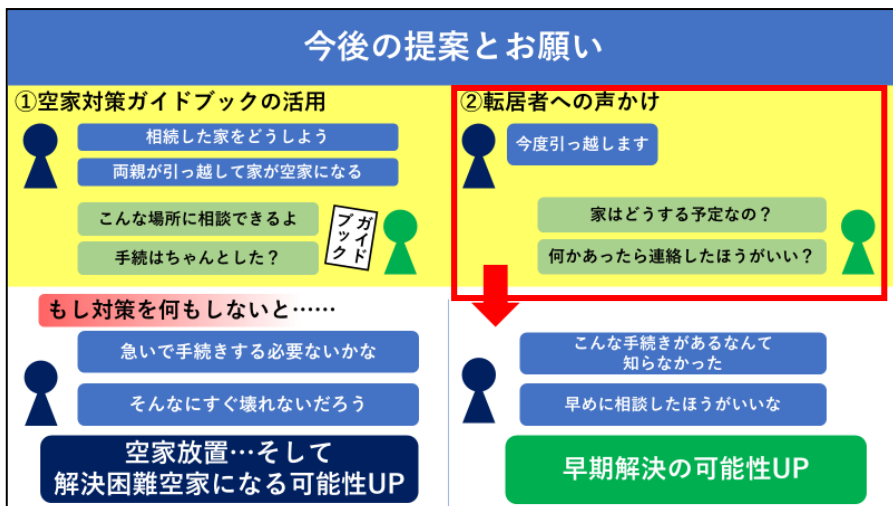 今後の提案とお願い
①空家対策ガイドブックの活用
相続した家をどうしよう
両親が引っ越して家が空家になる
こんな場所に相談できるよ
手続はちゃんとした？
ガイド
ブック
②転居者への声かけ
今度引っ越します
家はどうする予定なの？
何かあったら連絡したほうがいい？
もし対策を何もしないと……
急いで手続きする必要ないかな
そんなにすぐ壊れないだろう
空家放置…そして
解決困難空家になる可能性UP
こんな手続きがあるなんて
知らなかった
早めに相談したほうがいいな
早期解決の可能性UP